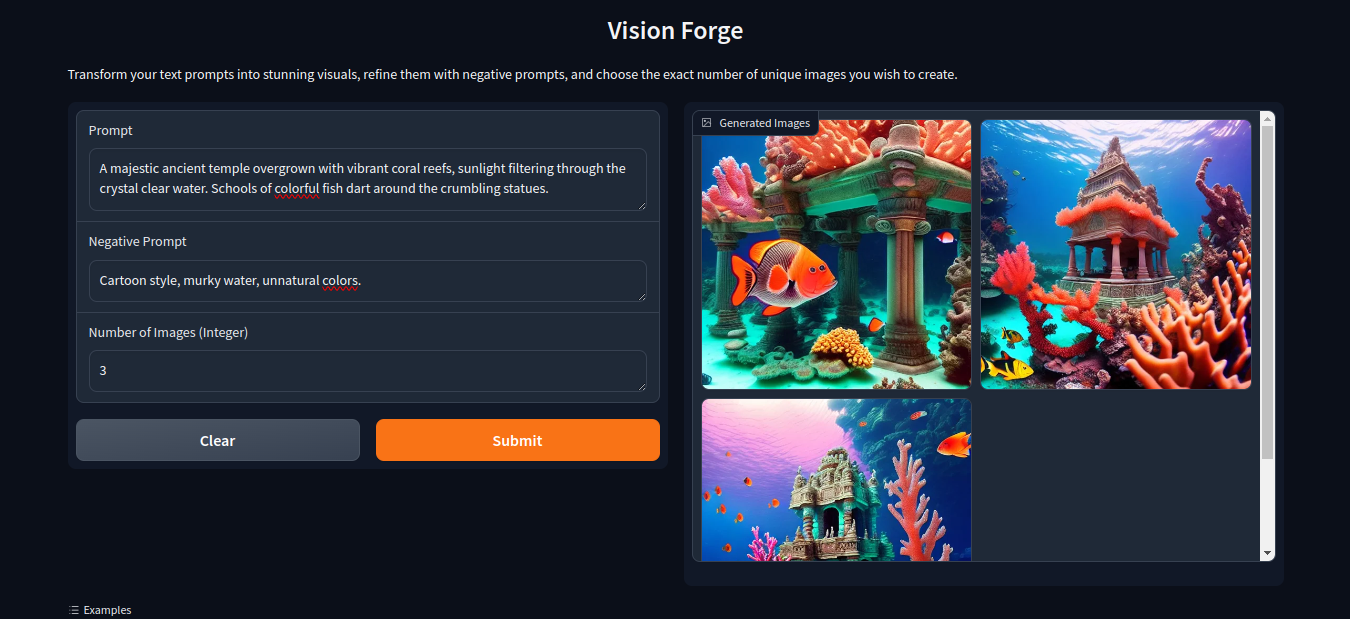 Vision Forge
Transform your text prompts into stunning visuals, refine them with negative prompts, and choose the exact number of unique images you wish to create.
Prompt
A majestic ancient temple overgrown with vibrant coral reefs, sunlight filtering through the
crystal clear water. Schools of colorful fish dart around the crumbling statues.
Negative Prompt
Cartoon style, murky water, unnatural colors.
Number of Images (Integer)
3
Clear
Submit
Generated Images
Examples